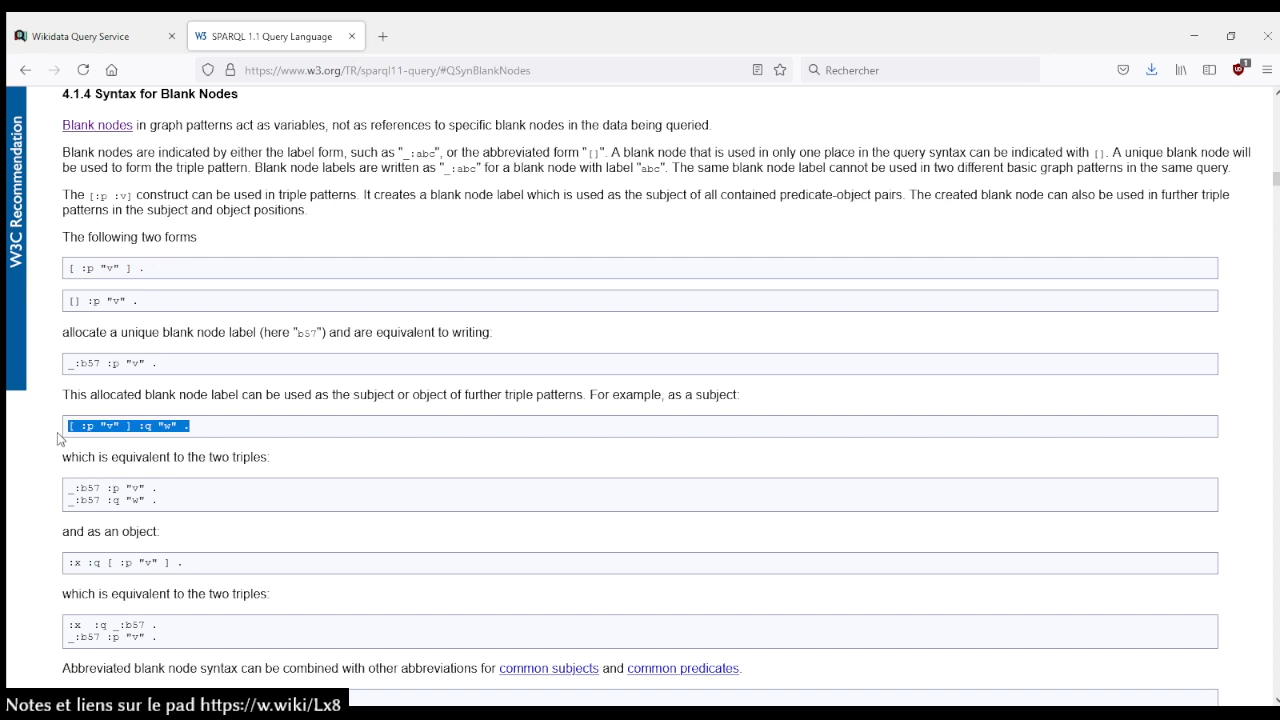 Wikidata Query Service
W3 SPARQL 1.1 Query Language
https://www.w3.org/TR/sparql11-query/#QSynBlankNodes
Rechercher
1
W3C Recommendation
4.1.4 Syntax for Blank Nodes
Blank nodes in graph patterns act as variables, not as references to specific blank nodes in the data being queried.
Blank nodes are indicated by either the label form, such as "_:abc", or the abbreviated form "[]". A blank node that is used in only one place in the query syntax can be indicated with []. A unique blank node will
be used to form the triple pattern. Blank node labels are written as "_:abc" for a blank node with label "abc". The same blank node label cannot be used in two different basic graph patterns in the same query.
The [:p :v] construct can be used in triple patterns. It creates a blank node label which is used as the subject of all contained predicate-object pairs. The created blank node can also be used in further triple
patterns in the subject and object positions.
The following two forms
[ :p "v" ] .
[] :p "v" .
allocate a unique blank node label (here "b57") and are equivalent to writing:
_:b57 :p "v" .
This allocated blank node label can be used as the subject or object of further triple patterns. For example, as a subject:
[ :p "v" ] :q "w" .
which is equivalent to the two triples:
_:b57 :p "v" .
_:b57 :q "w" .
and as an object:
:x :q [ :p "v" ] .
which is equivalent to the two triples:
:x  :q _:b57 .
_:b57 :p "v" .
Abbreviated blank node syntax can be combined with other abbreviations for common subjects and common predicates.
Notes et liens sur le pad https://w.wiki/Lx8